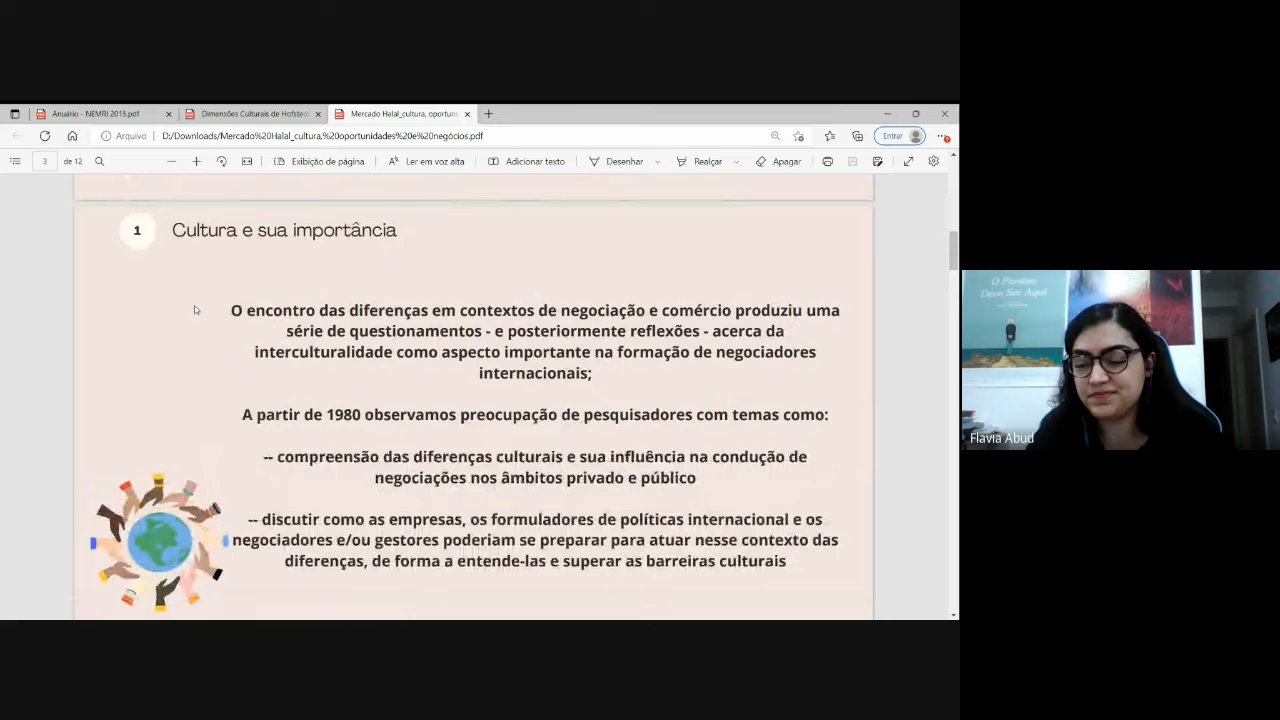 Anuário - NEMRI 2015.pdf
Dimensões Culturais de Hofsted
Mercado Halal_cultura, oportun
Arquivo
D:/Downloads/Mercado%20Halal_cultura,%20oportunidades%20e%20negócios.pdf
Entrar
3 de 12
Exibição de página
Ler em voz alta
Adicionar texto
Desenhar
Realçar
Apagar
1 Cultura e sua importância
O encontro das diferenças em contextos de negociação e comércio produziu uma
série de questionamentos - e posteriormente reflexões - acerca da
interculturalidade como aspecto importante na formação de negociadores
internacionais;
A partir de 1980 observamos preocupação de pesquisadores com temas como:
-- compreensão das diferenças culturais e sua influência na condução de
negociações nos âmbitos privado e público
-- discutir como as empresas, os formuladores de políticas internacional e os
negociadores e/ou gestores poderiam se preparar para atuar nesse contexto das
diferenças, de forma a entende-las e superar as barreiras culturais
O Paraíso
Deve Ser Aqui
Flavia Abud